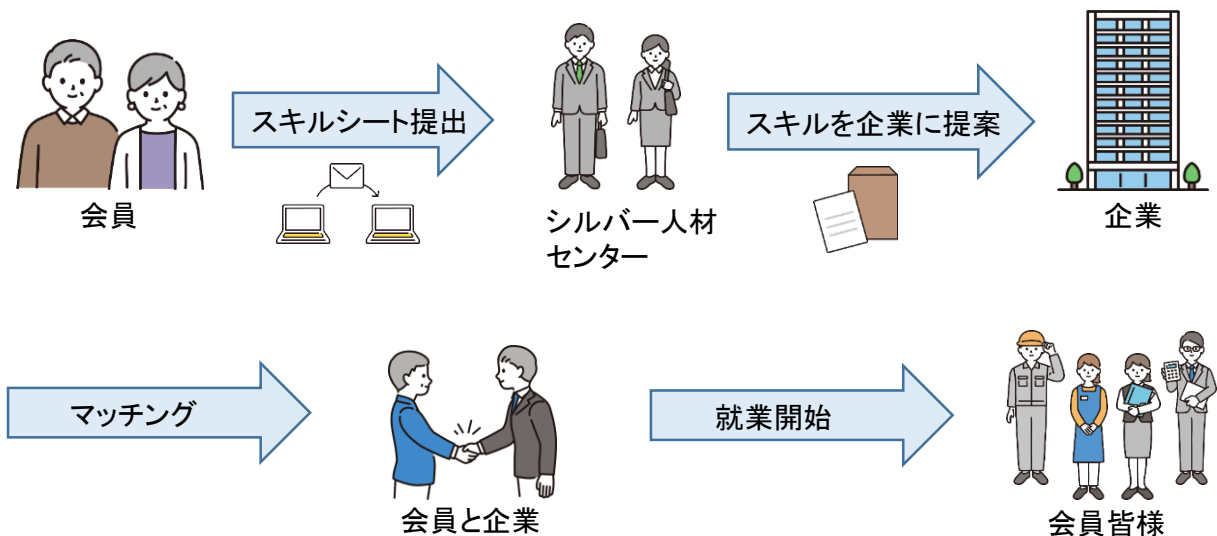 スキルシート提出
スキルを企業に提案
会員
シルバー人材
センター
企業
マッチング
就業開始
会員と企業
会員皆様